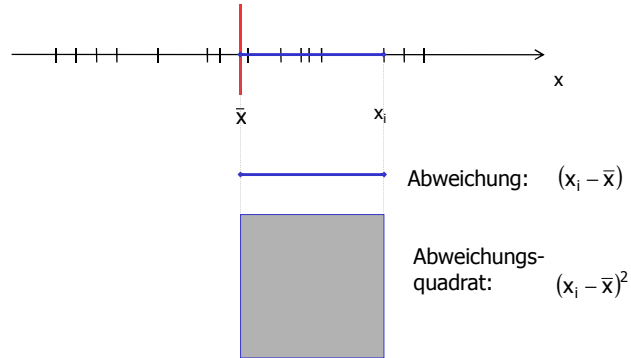 x
x̅ xᵢ
Abweichung: (xᵢ − x̅)
Abweichungs-
quadrat: (xᵢ − x̅)²